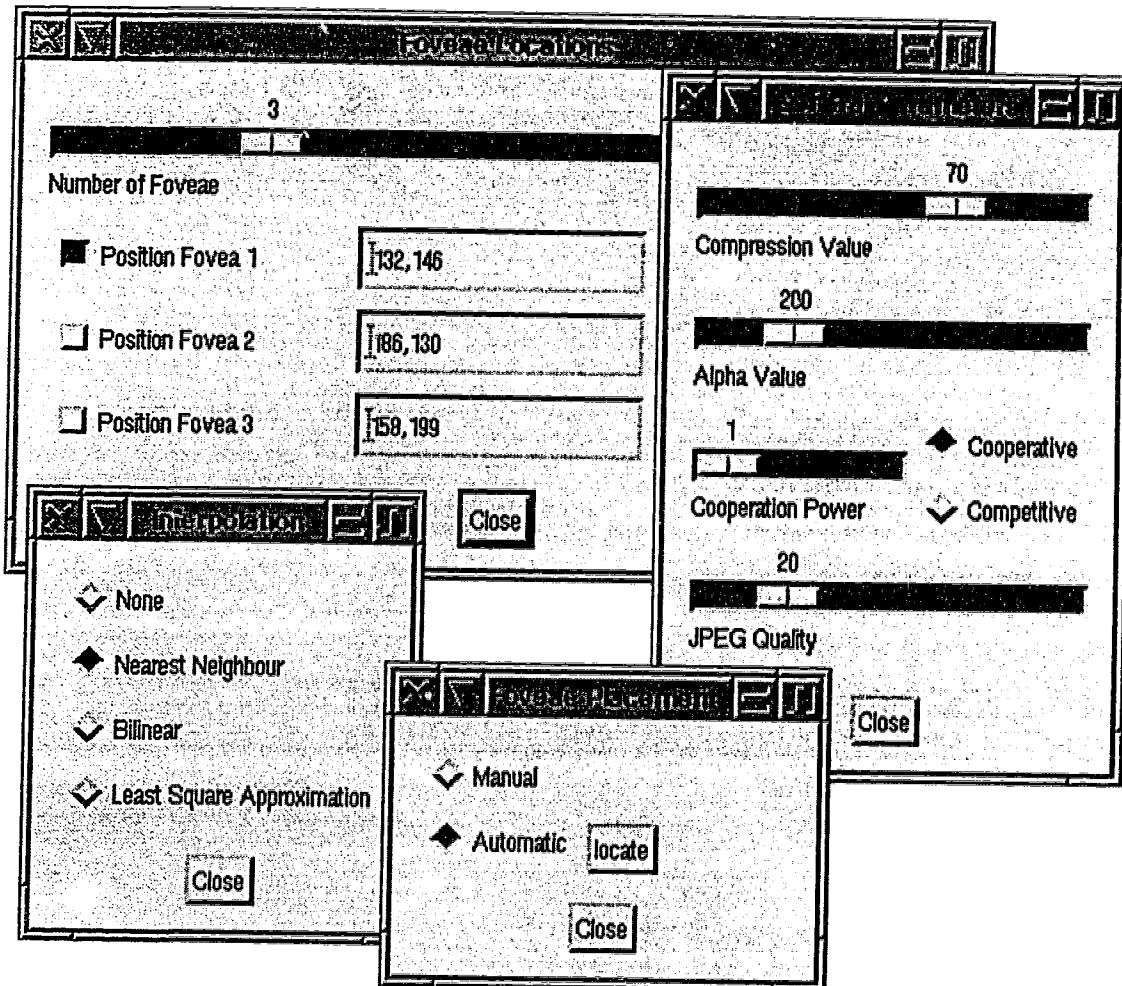 Foveae Locations
3
Number of Foveae
Position Fovea 1
132,146
Position Fovea 2
186,130
Position Fovea 3
158,199
Close
70
Compression Value
200
Alpha Value
1
Cooperation Power
Cooperative
Competitive
20
JPEG Quality
Close
Interpolation
None
Nearest Neighbour
Bilinear
Least Square Approximation
Close
Foveae Placement
Manual
Automatic
locate
Close